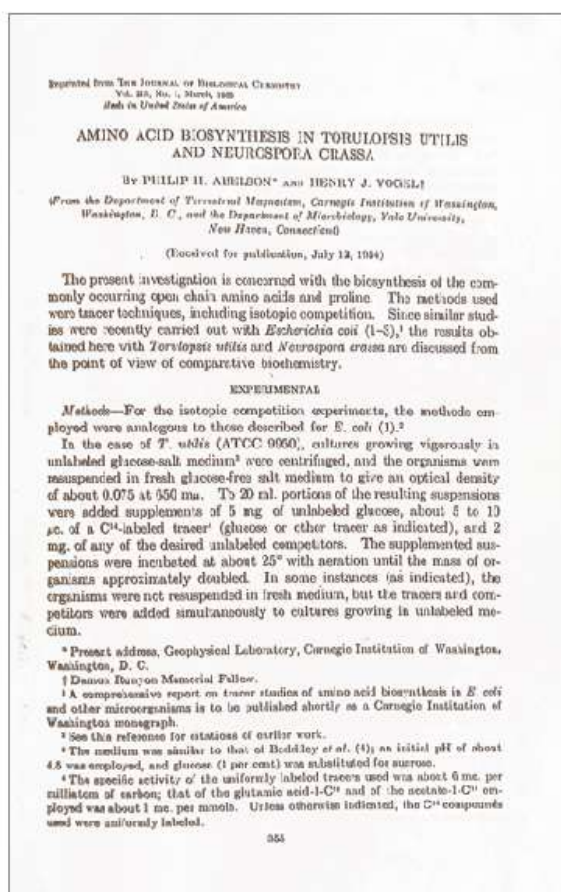 Reprinted from THE JOURNAL OF BIOLOGICAL CHEMISTRY
Vol. 213, No. 1, March, 1955
Made in United States of America
AMINO ACID BIOSYNTHESIS IN TORULOPSIS UTILIS
AND NEUROSPORA CRASSA
BY PHILIP H. ABELSON* AND HENRY J. VOGEL†
(From the Department of Terrestrial Magnetism, Carnegie Institution of Washington,
Washington, D. C., and the Department of Microbiology, Yale University,
New Haven, Connecticut)
(Received for publication, July 12, 1954)
The present investigation is concerned with the biosynthesis of the com-
monly occurring open chain amino acids and proline. The methods used
were tracer techniques, including isotopic competition. Since similar stud-
ies were recently carried out with Escherichia coli (1-3),¹ the results ob-
tained here with Torulopsis utilis and Neurospora crassa are discussed from
the point of view of comparative biochemistry.
EXPERIMENTAL
Methods—For the isotopic competition experiments, the methods em-
ployed were analogous to those described for E. coli (1).²
In the case of T. utilis (ATCC 9950), cultures growing vigorously in
unlabeled glucose-salt medium³ were centrifuged, and the organisms were
resuspended in fresh glucose-free salt medium to give an optical density
of about 0.075 at 650 mµ. To 20 ml. portions of the resulting suspensions
were added supplements of 5 mg. of unlabeled glucose, about 5 to 10
µc. of a C¹⁴-labeled tracer⁴ (glucose or other tracer as indicated), and 2
mg. of any of the desired unlabeled competitors. The supplemented sus-
pensions were incubated at about 25° with aeration until the mass of or-
ganisms approximately doubled. In some instances (as indicated), the
organisms were not resuspended in fresh medium, but the tracers and com-
petitors were added simultaneously to cultures growing in unlabeled me-
dium.
* Present address, Geophysical Laboratory, Carnegie Institution of Washington,
Washington, D. C.
† Damon Runyon Memorial Fellow.
¹ A comprehensive report on tracer studies of amino acid biosynthesis in E. coli
and other microorganisms is to be published shortly as a Carnegie Institution of
Washington monograph.
² See this reference for citations of earlier work.
³ The medium was similar to that of et al. (4); an initial pH of about
4.8 was employed, and glucose (1 per cent) was substituted for sucrose.
⁴ The specific activity of the uniformly labeled tracers used was about 6 mc. per
milliatom of carbon; that of the glutamic acid-1-C¹⁴ and of the acetate-1-C¹⁴ em-
ployed was about 1 mc. per mmole. Unless otherwise indicated, the C¹⁴ compounds
used were uniformly labeled.
355